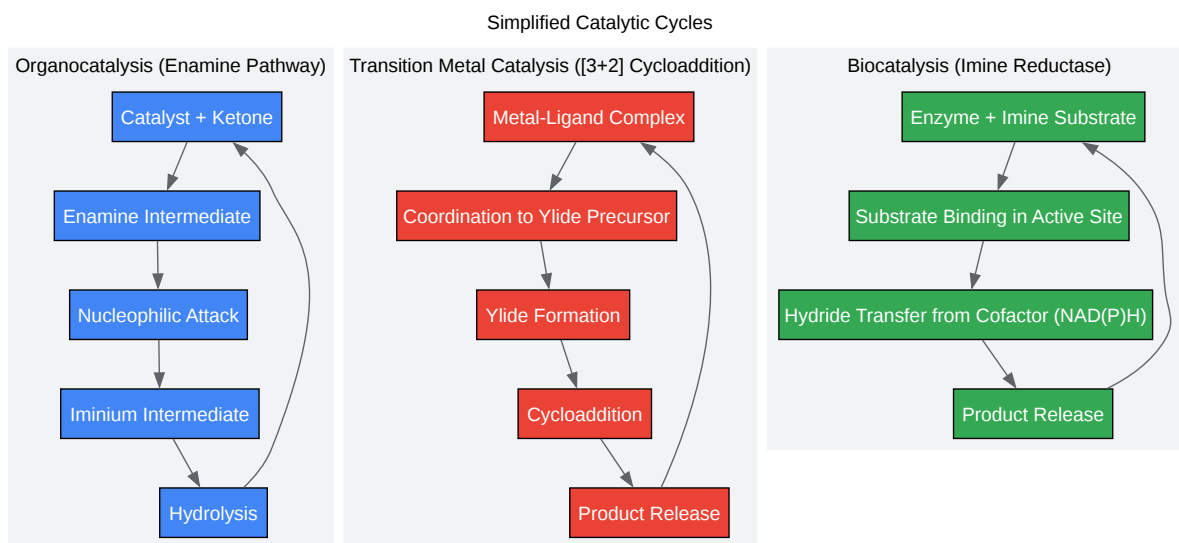 Simplified Catalytic Cycles
Organocatalysis (Enamine Pathway)
Catalyst + Ketone
Enamine Intermediate
Nucleophilic Attack
Iminium Intermediate
Hydrolysis
Transition Metal Catalysis ([3+2] Cycloaddition)
Metal-Ligand Complex
Coordination to Ylide Precursor
Ylide Formation
Cycloaddition
Product Release
Biocatalysis (Imine Reductase)
Enzyme + Imine Substrate
Substrate Binding in Active Site
Hydride Transfer from Cofactor (NAD(P)H)
Product Release